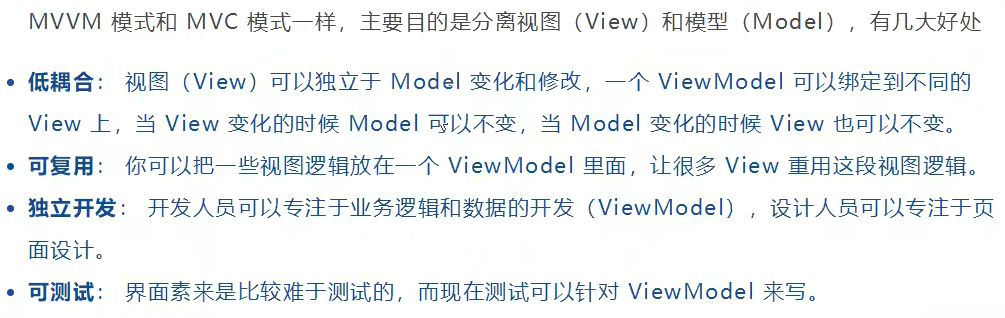 MVVM 模式和 MVC 模式一样，主要目的是分离视图（View）和模型（Model），有几大好处
• 低耦合： 视图（View）可以独立于 Model 变化和修改，一个 ViewModel 可以绑定到不同的
View 上，当 View 变化的时候 Model 可以不变，当 Model 变化的时候 View 也可以不变。
• 可复用： 你可以把一些视图逻辑放在一个 ViewModel 里面，让很多 View 重用这段视图逻辑。
• 独立开发： 开发人员可以专注于业务逻辑和数据的开发（ViewModel），设计人员可以专注于页
面设计。
• 可测试： 界面素来是比较难于测试的，而现在测试可以针对 ViewModel 来写。